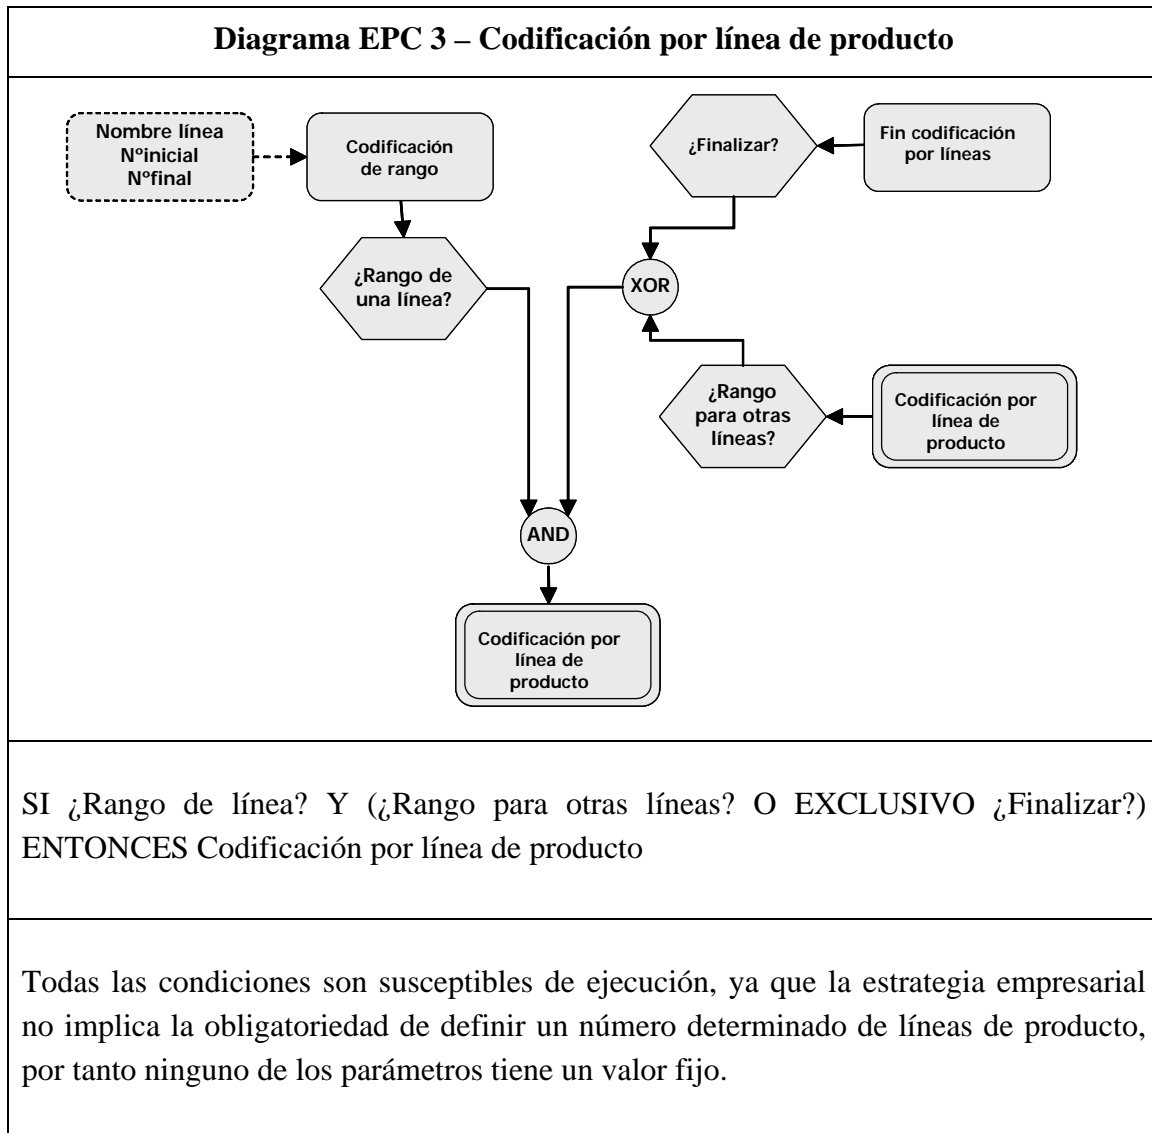 Diagrama EPC 3 – Codificación por línea de producto
Nombre línea
Nºinicial
Nºfinal
Codificación
de rango
¿Finalizar?
Fin codificación
por líneas
¿Rango de
una línea?
XOR
¿Rango
para otras
líneas?
Codificación por
línea de
producto
AND
Codificación por
línea de
producto
SI ¿Rango de línea? Y (¿Rango para otras líneas? O EXCLUSIVO ¿Finalizar?)
ENTONCES Codificación por línea de producto
Todas las condiciones son susceptibles de ejecución, ya que la estrategia empresarial
no implica la obligatoriedad de definir un número determinado de líneas de producto,
por tanto ninguno de los parámetros tiene un valor fijo.